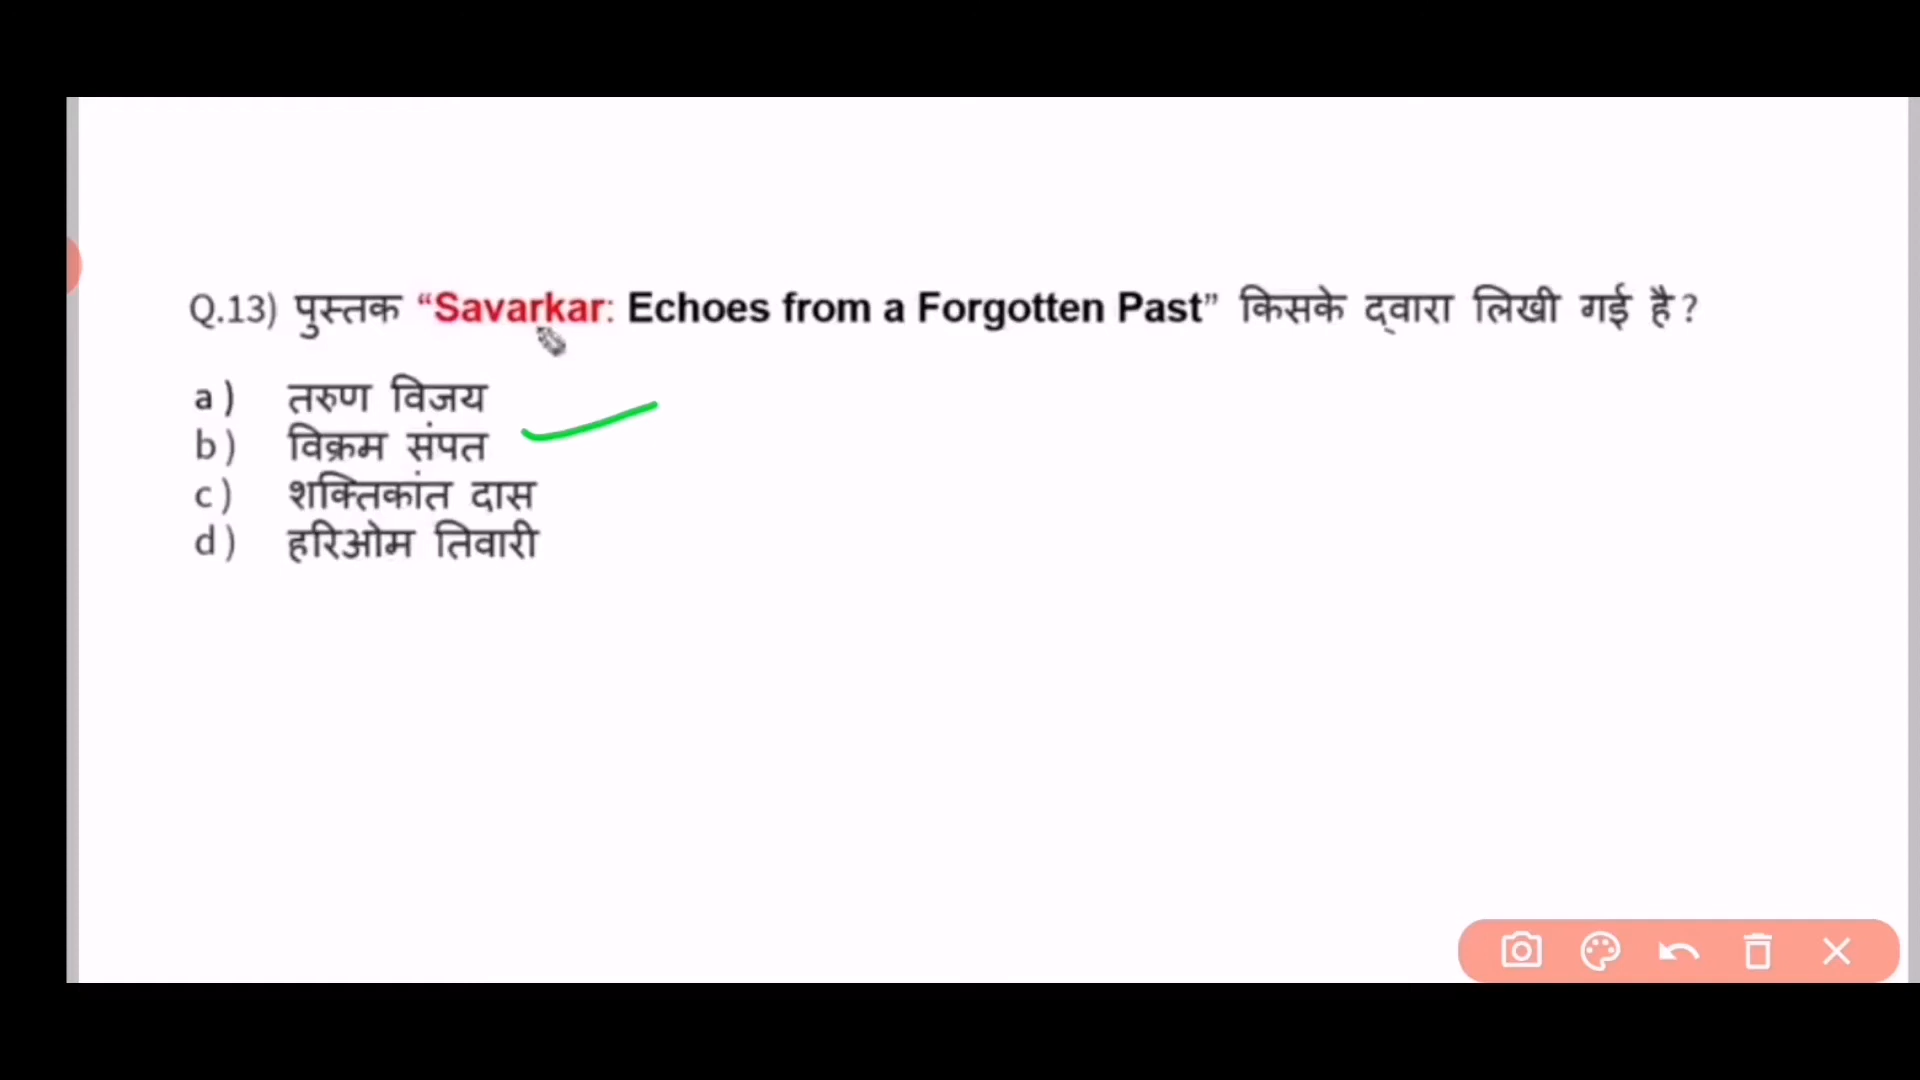 Q.13) पुस्तक “Savarkar: Echoes from a Forgotten Past” किसके द्वारा लिखी गई है?
a) तरुण विजय
b) विक्रम संपत
c) शक्तिकांत दास
d) हरिओम तिवारी